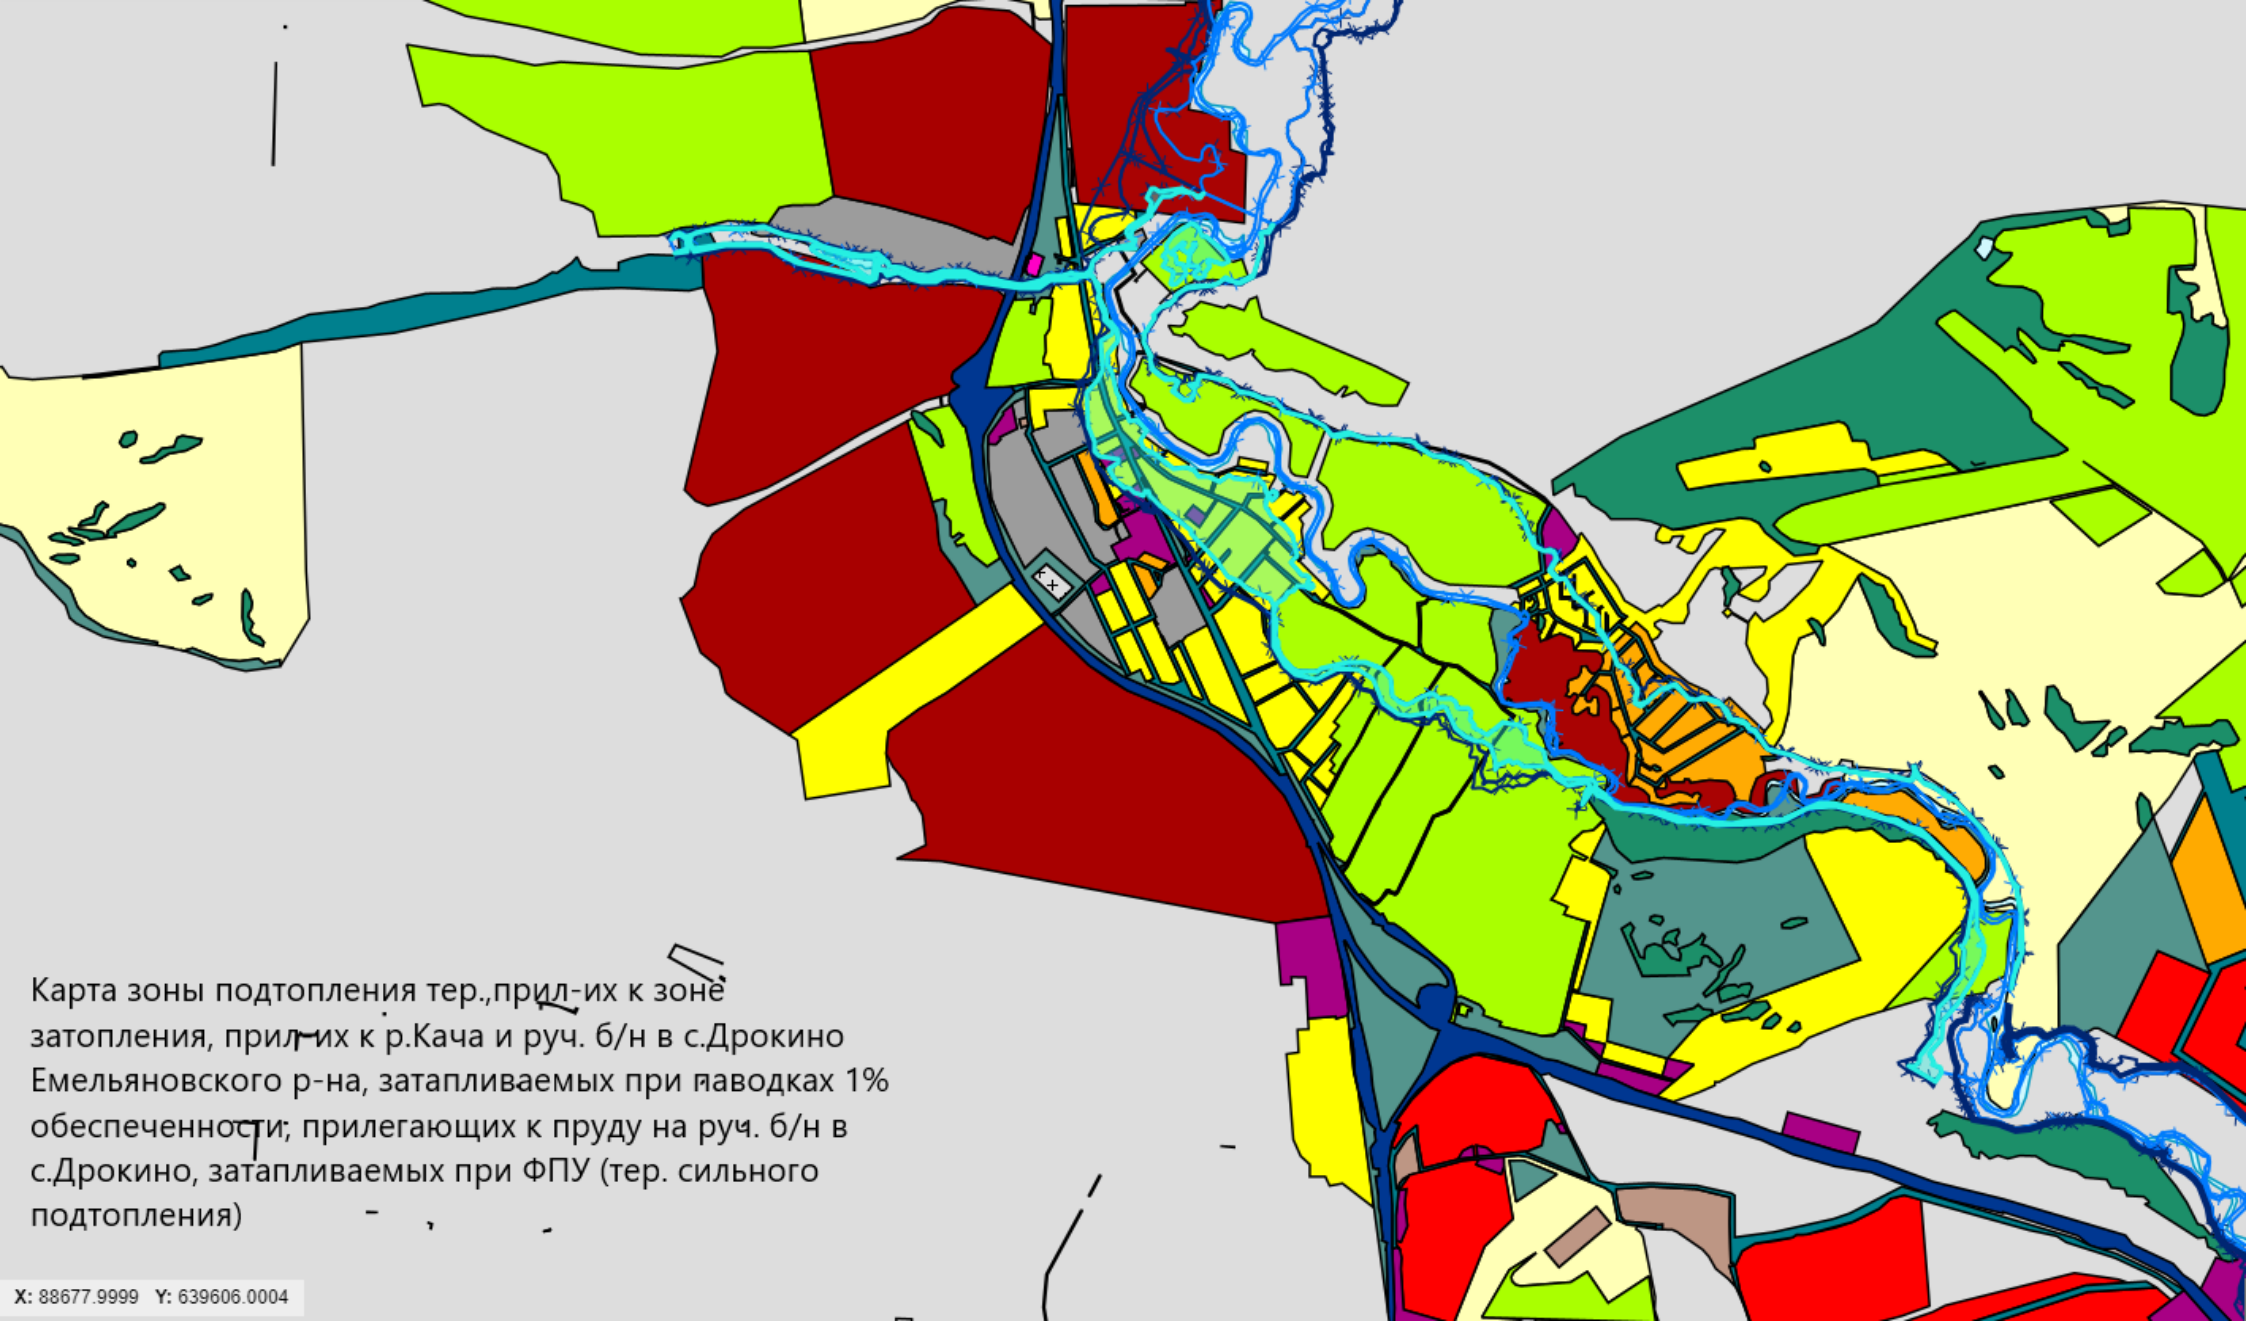 Карта зоны подтопления тер.,прил-их к зоне
затопления, прил-их к р.Кача и руч. б/н в с.Дрокино
Емельяновского р-на, затапливаемых при паводках 1%
обеспеченности; прилегающих к пруду на руч. б/н в
с.Дрокино, затапливаемых при ФПУ (тер. сильного
подтопления)
X: 88677.9999 Y: 639606.0004